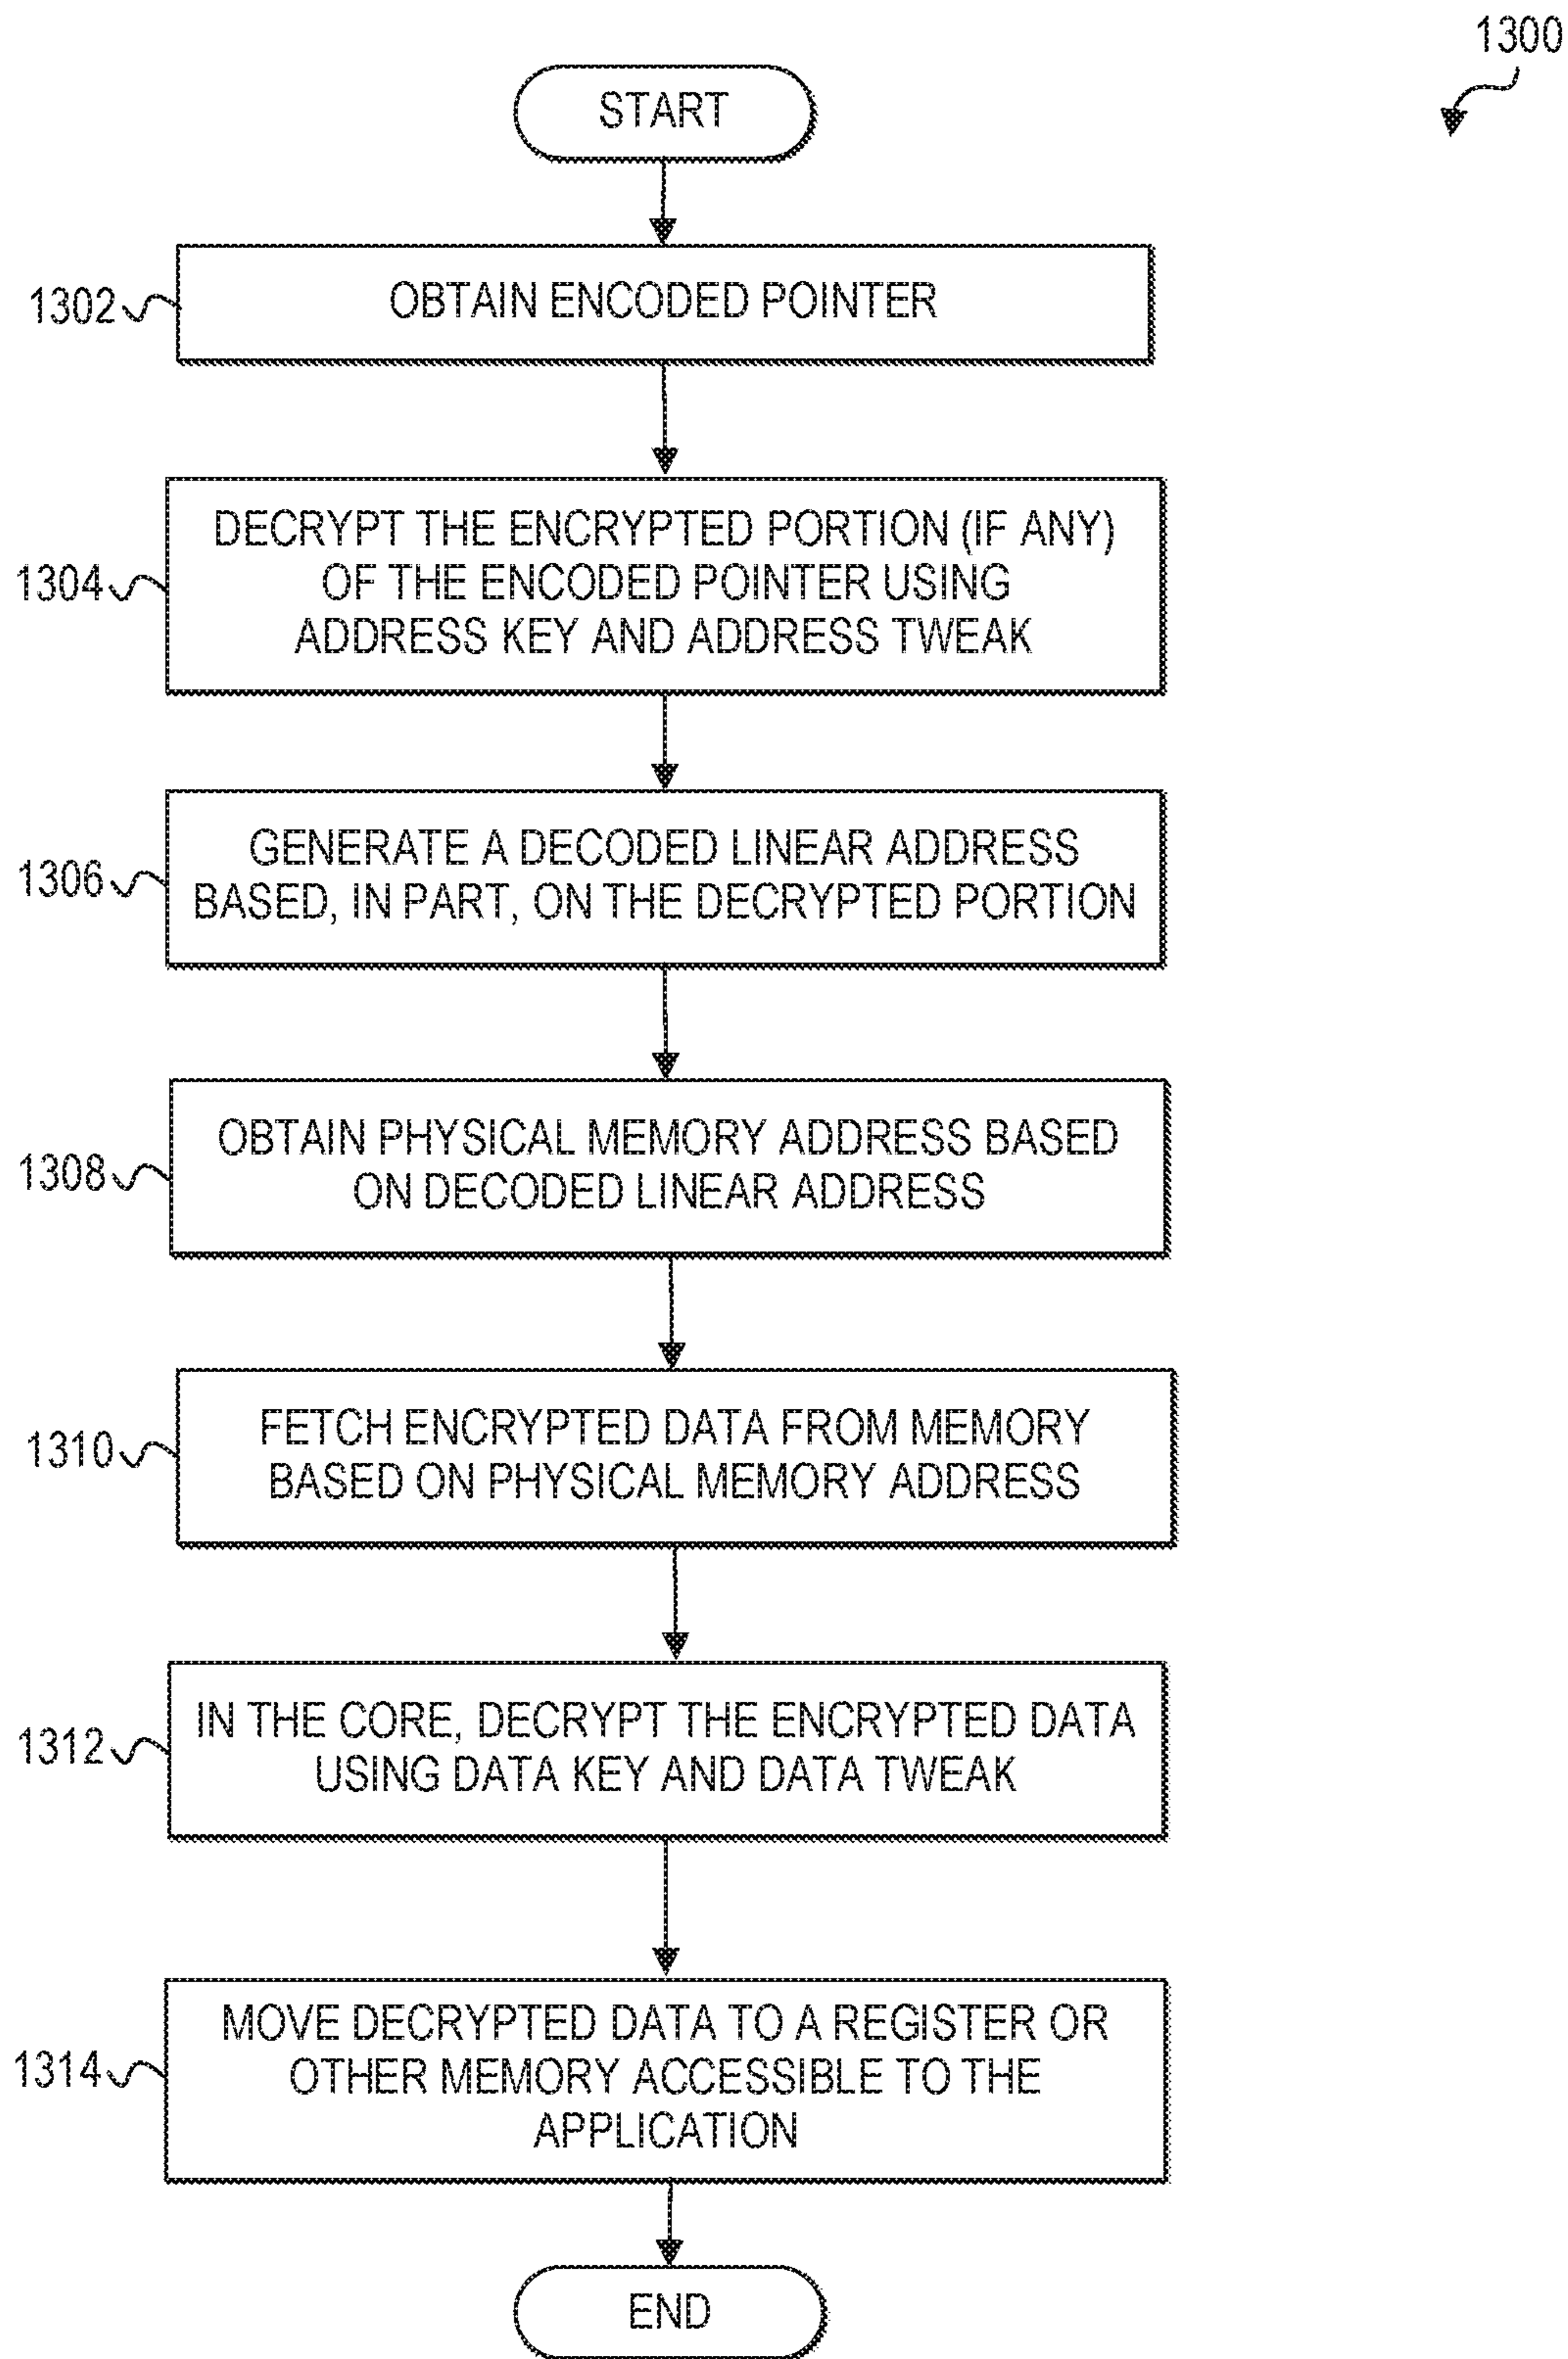 1300
START
1302
OBTAIN ENCODED POINTER
1304
DECRYPT THE ENCRYPTED PORTION (IF ANY)
OF THE ENCODED POINTER USING
ADDRESS KEY AND ADDRESS TWEAK
1306
GENERATE A DECODED LINEAR ADDRESS
BASED, IN PART, ON THE DECRYPTED PORTION
1308
OBTAIN PHYSICAL MEMORY ADDRESS BASED
ON DECODED LINEAR ADDRESS
1310
FETCH ENCRYPTED DATA FROM MEMORY
BASED ON PHYSICAL MEMORY ADDRESS
1312
IN THE CORE, DECRYPT THE ENCRYPTED DATA
USING DATA KEY AND DATA TWEAK
1314
MOVE DECRYPTED DATA TO A REGISTER OR
OTHER MEMORY ACCESSIBLE TO THE
APPLICATION
END